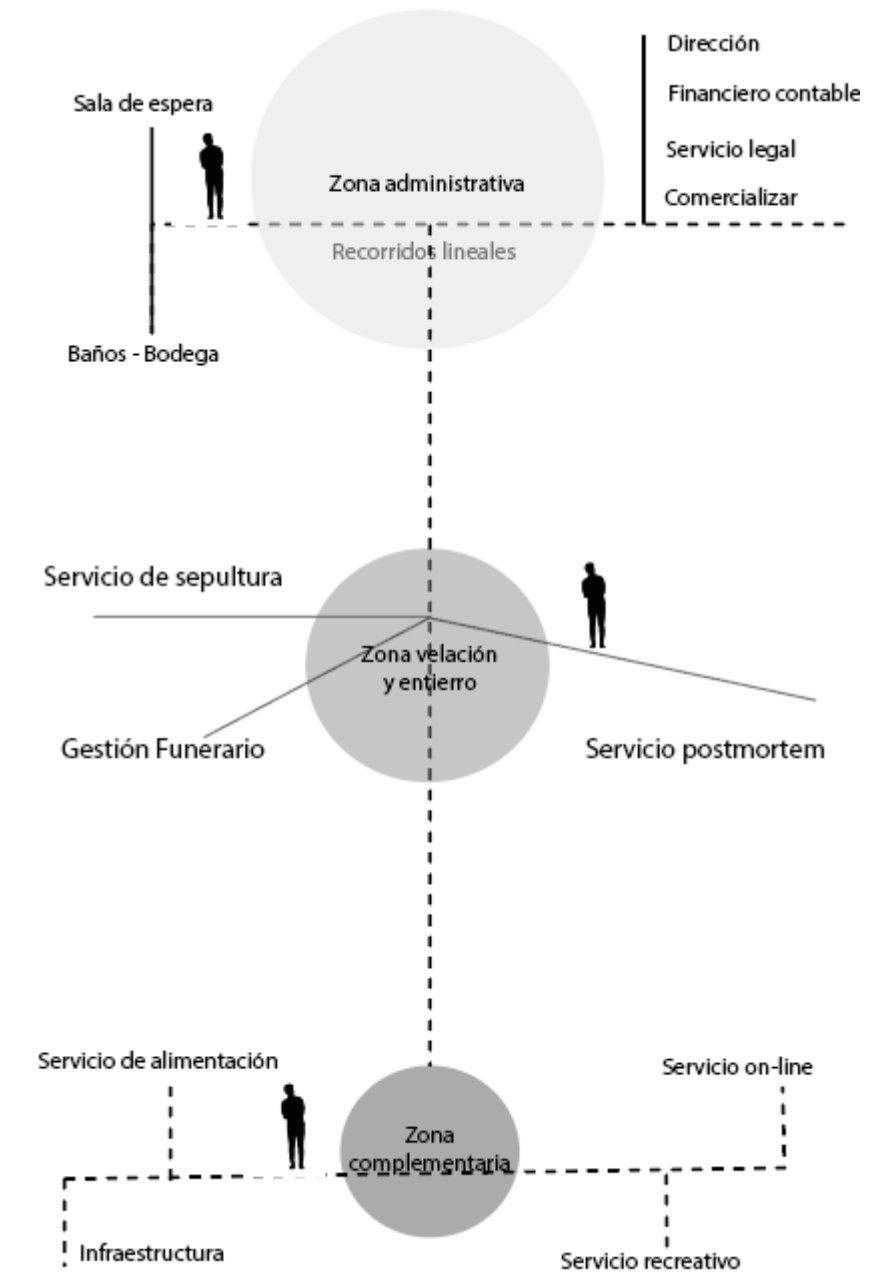 Dirección
Sala de espera
Financiero contable
Servicio legal
Zona administrativa
Comercializar
Recorridos lineales
Baños - Bodega
Servicio de sepultura
Zona velación
y entierro
Gestión Funerario
Servicio postmortem
Servicio de alimentación
Servicio on-line
Zona
complementaria
Infraestructura
Servicio recreativo